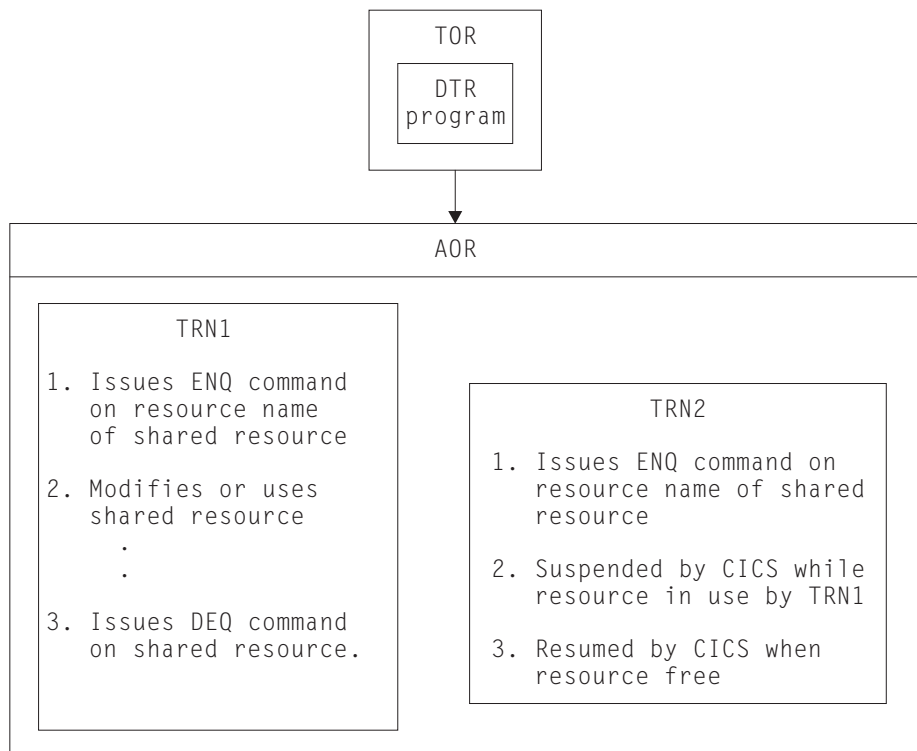 TOR
DTR
program
AOR
TRN1
1. Issues ENQ command
on resource name
of shared resource
2. Modifies or uses
shared resource
.
.
3. Issues DEQ command
on shared resource.
TRN2
1. Issues ENQ command on
resource name of shared
resource
2. Suspended by CICS while
resource in use by TRN1
3. Resumed by CICS when
resource free